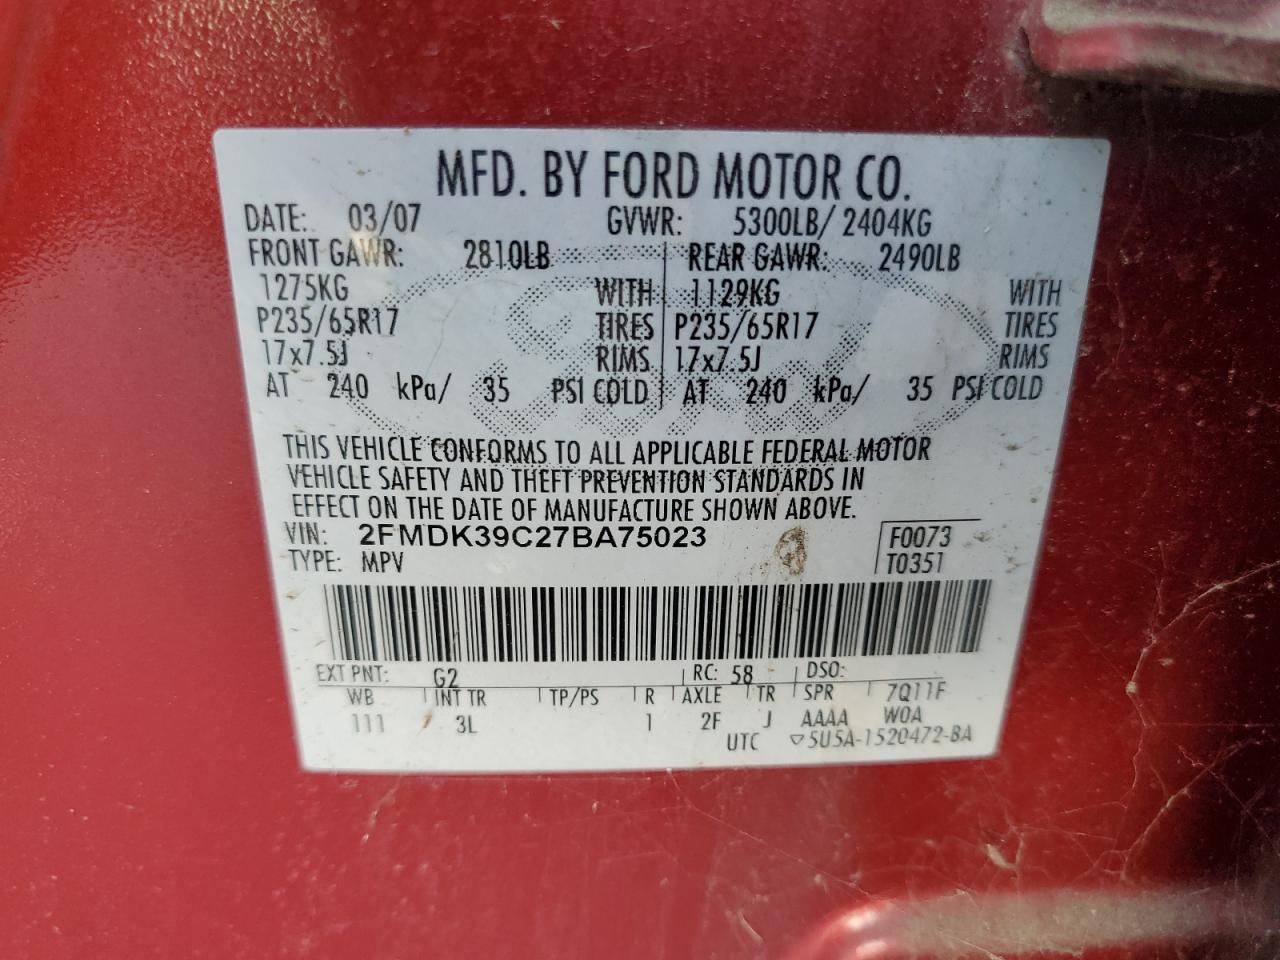 MFD. BY FORD MOTOR CO.
DATE: 03/07 GVWR: 5300LB/ 2404KG
FRONT GAWR: 2810LB REAR GAWR: 2490LB
1275KG WITH 1129KG WITH
P235/65R17 TIRES P235/65R17 TIRES
17x7.5J RIMS 17x7.5J RIMS
AT 240 kPa/ 35 PSI COLD AT 240 kPa/ 35 PSI COLD
THIS VEHICLE CONFORMS TO ALL APPLICABLE FEDERAL MOTOR
VEHICLE SAFETY AND THEFT PREVENTION STANDARDS IN
EFFECT ON THE DATE OF MANUFACTURE SHOWN ABOVE.
VIN: 2FMDK39C27BA75023 F0073
TYPE: MPV T0351
EXT PNT: G2 RC: 58 DSO:
WB INT TR TP/PS R AXLE TR SPR 7Q11F
111 3L 1 2F J AAAA W0A
UTC ▽5U5A-1520472-BA